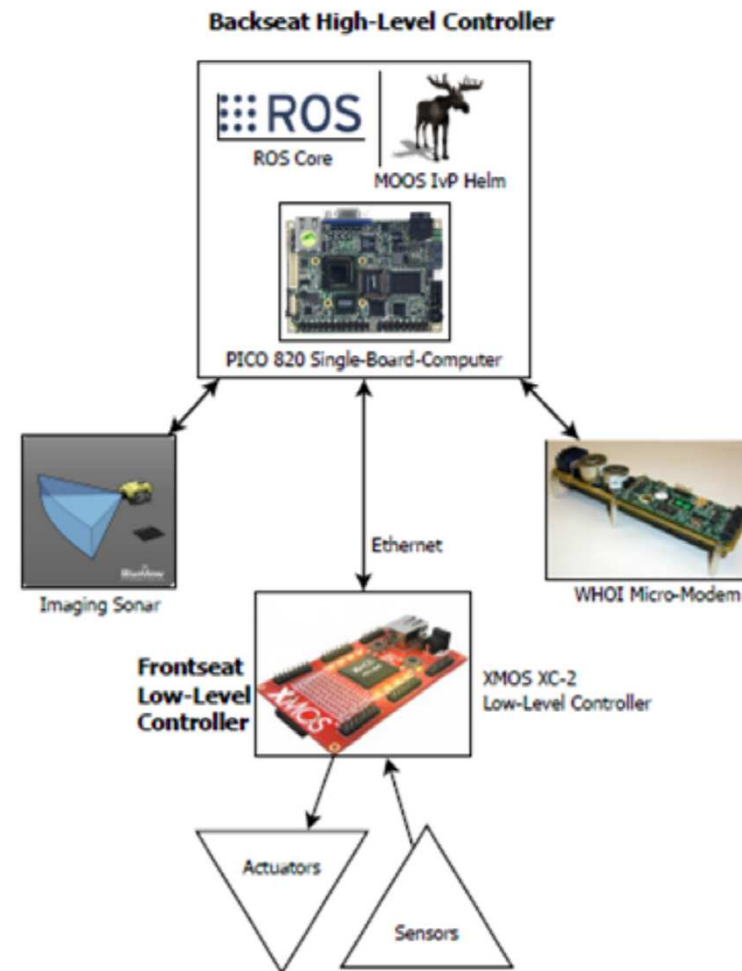 Backseat High-Level Controller
ROS
ROS Core
MOOS IvP Helm
PICO 820 Single-Board-Computer
Ethernet
BlueView
Imaging Sonar
WHOI Micro-Modem
Frontseat
Low-Level
Controller
XMOS
XMOS XC-2
Low-Level Controller
Actuators
Sensors